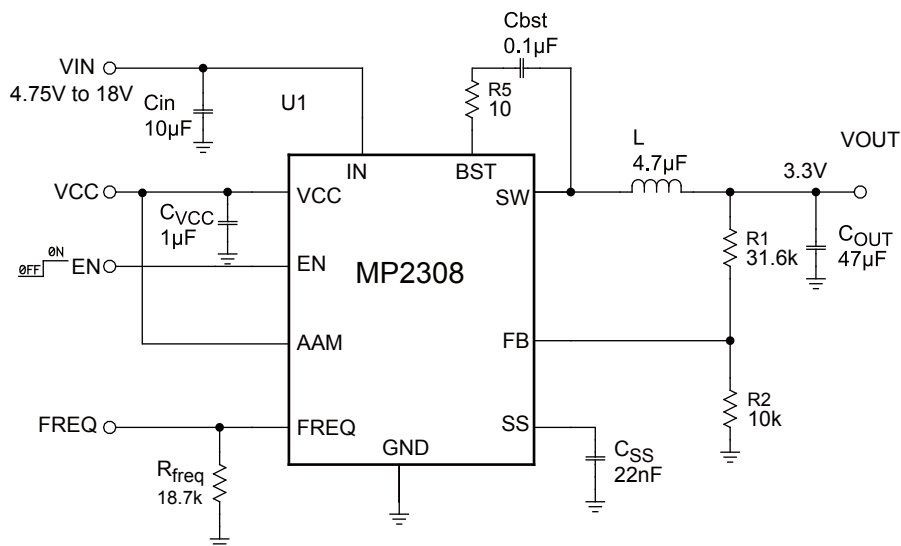 Cbst
0.1µF
VIN
4.75V to 18V
Cin
10µF
U1
R5
10
IN
BST
L
4.7µF
VOUT
3.3V
VCC
CVCC
1µF
VCC
SW
R1
31.6k
COUT
47µF
OFF
ON
EN
EN
MP2308
AAM
FB
R2
10k
FREQ
FREQ
SS
GND
Rfreq
18.7k
CSS
22nF